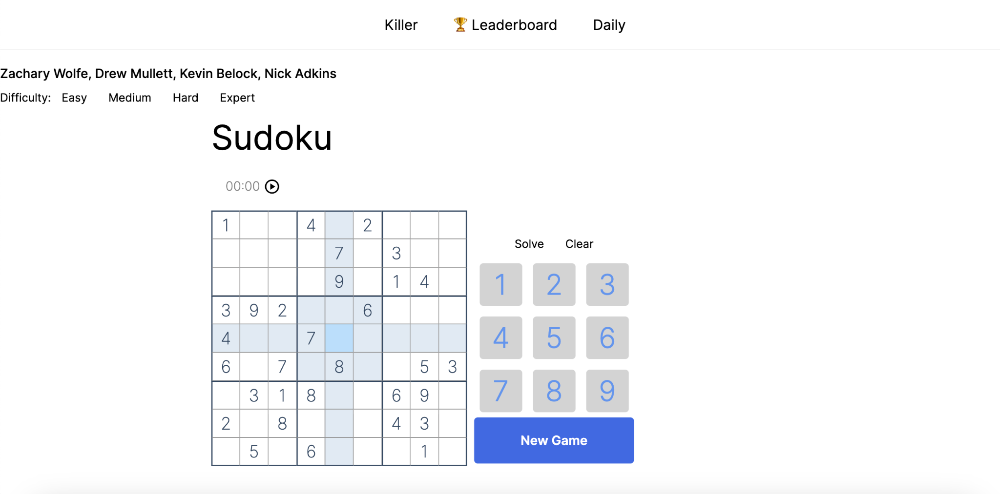 Killer 🏆 Leaderboard Daily
Zachary Wolfe, Drew Mullett, Kevin Belock, Nick Adkins
Difficulty: Easy Medium Hard Expert
Sudoku
00:00
1 4 2
7 3
9 1 4
3 9 2 6
4 7
6 7 8 5 3
3 1 8 6 9
2 8 4 3
5 6 1
Solve Clear
1 2 3
4 5 6
7 8 9
New Game